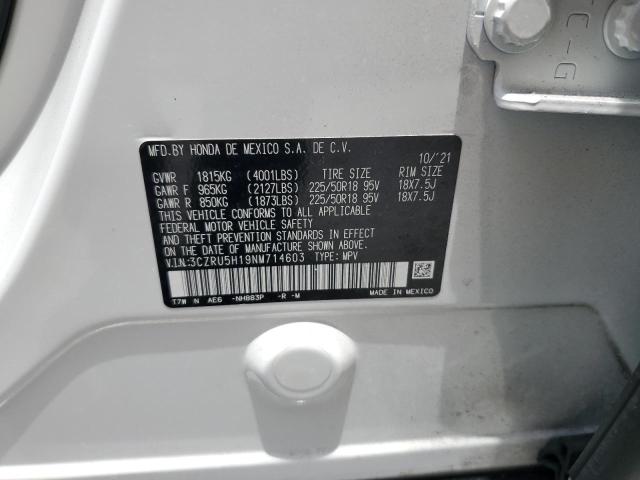 C-G
MFD.BY HONDA DE MEXICO S.A. DE C.V. 10/'21
GVWR 1815KG (4001LBS) TIRE SIZE RIM SIZE
GAWR F 965KG (2127LBS) 225/50R18 95V 18X7.5J
GAWR R 850KG (1873LBS) 225/50R18 95V 18X7.5J
THIS VEHICLE CONFORMS TO ALL APPLICABLE
FEDERAL MOTOR VEHICLE SAFETY
AND THEFT PREVENTION STANDARDS IN EFFECT
ON THE DATE OF MANUFACTURE SHOWN ABOVE.
V.I.N:3CZRU5H19NM714603 TYPE: MPV
T7W N AE6 -NH883P -R -M MADE IN MEXICO